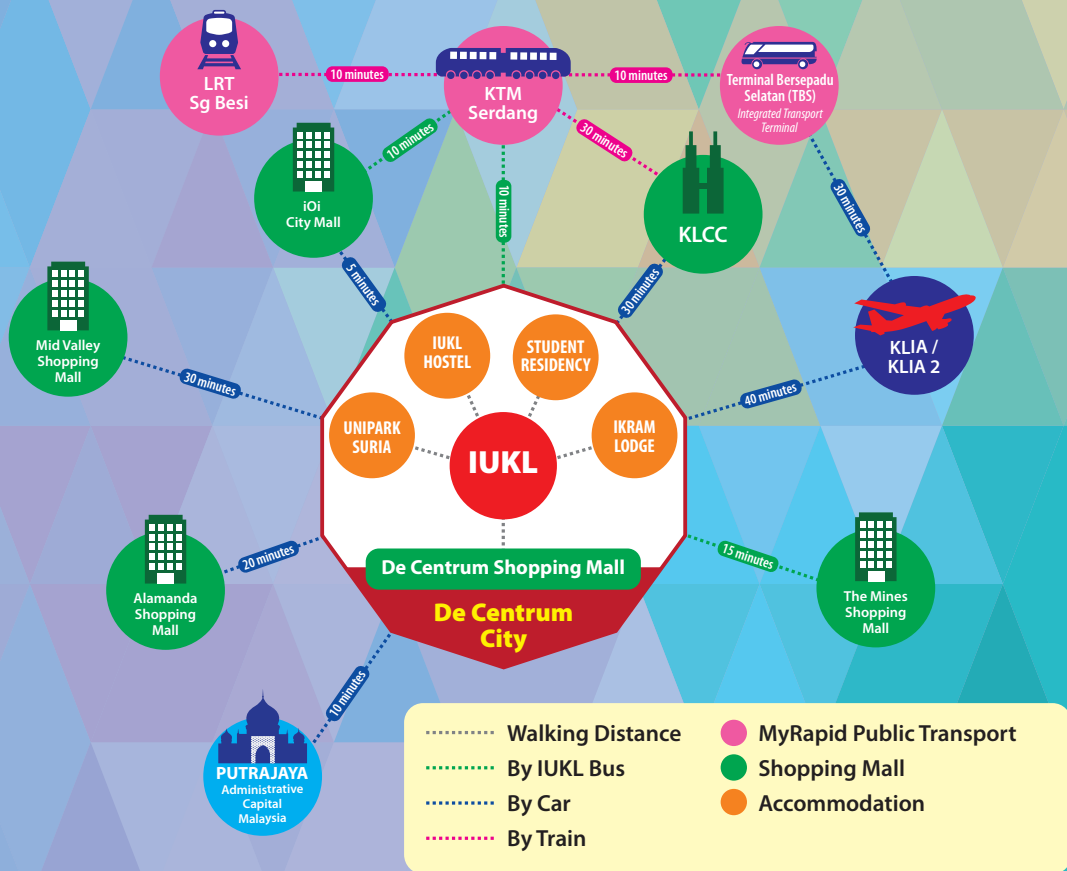 LRT
Sg Besi
10 minutes
KTM
Serdang
10 minutes
Terminal Bersepadu
Selatan (TBS)
Integrated Transport
Terminal
10 minutes
30 minutes
iOi
City Mall
10 minutes
KLCC
30 minutes
5 minutes
30 minutes
Mid Valley
Shopping
Mall
30 minutes
KLIA /
KLIA 2
40 minutes
IUKL
HOSTEL
STUDENT
RESIDENCY
UNIPARK
SURIA
IKRAM
LODGE
IUKL
De Centrum Shopping Mall
De Centrum
City
20 minutes
Alamanda
Shopping
Mall
15 minutes
The Mines
Shopping
Mall
10 minutes
PUTRAJAYA
Administrative
Capital
Malaysia
Walking Distance
By IUKL Bus
By Car
By Train
MyRapid Public Transport
Shopping Mall
Accommodation